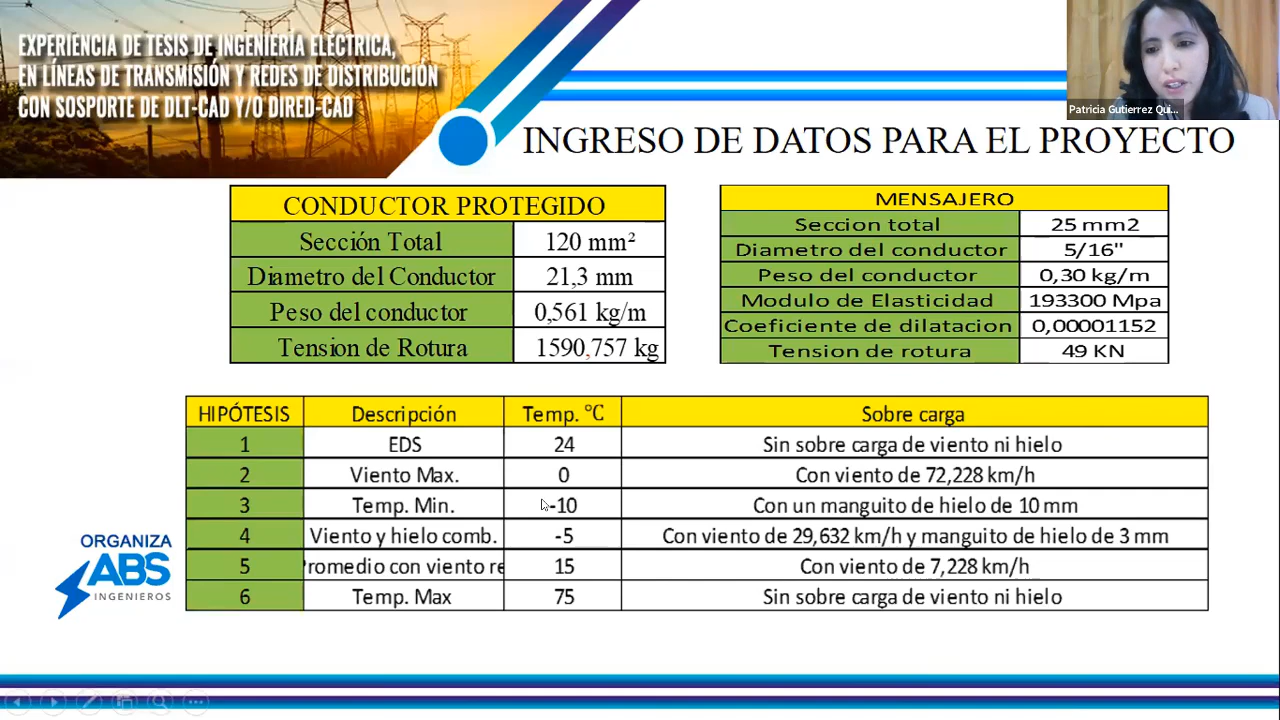 EXPERIENCIA DE TESIS DE INGENIERÍA ELÉCTRICA,
EN LÍNEAS DE TRANSMISIÓN Y REDES DE DISTRIBUCIÓN
CON SOSPORTE DE DLT-CAD Y/O DIRED-CAD
Patricia Gutierrez Qui...
INGRESO DE DATOS PARA EL PROYECTO
CONDUCTOR PROTEGIDO
Sección Total 120 mm²
Diametro del Conductor 21,3 mm
Peso del conductor 0,561 kg/m
Tension de Rotura 1590,757 kg
MENSAJERO
Seccion total 25 mm2
Diametro del conductor 5/16"
Peso del conductor 0,30 kg/m
Modulo de Elasticidad 193300 Mpa
Coeficiente de dilatacion 0,00001152
Tension de rotura 49 KN
HIPÓTESIS Descripción Temp. °C Sobre carga
1 EDS 24 Sin sobre carga de viento ni hielo
2 Viento Max. 0 Con viento de 72,228 km/h
3 Temp. Min. -10 Con un manguito de hielo de 10 mm
4 Viento y hielo comb. -5 Con viento de 29,632 km/h y manguito de hielo de 3 mm
5 Promedio con viento re 15 Con viento de 7,228 km/h
6 Temp. Max 75 Sin sobre carga de viento ni hielo
ORGANIZA
ABS
INGENIEROS